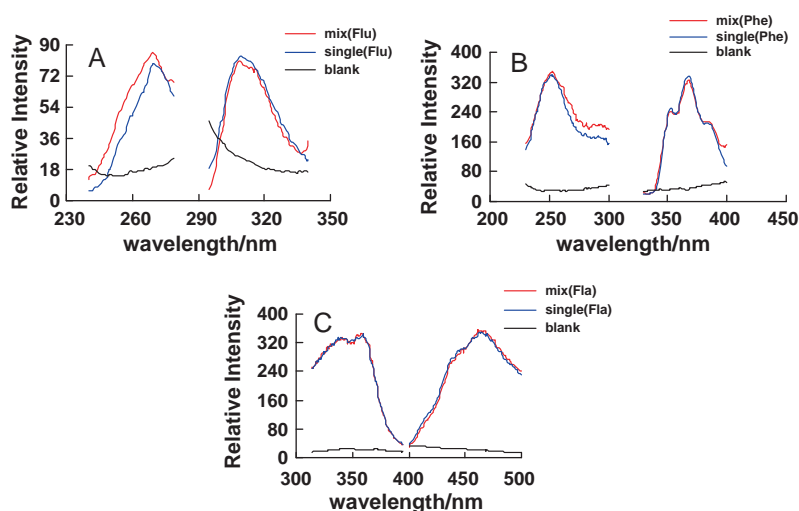 A
mix(Flu)
single(Flu)
blank
Relative Intensity
90
72
54
36
18
0
230 260 290 320 340
wavelength/nm
B
mix(Phe)
single(Phe)
blank
Relative Intensity
400
320
240
160
80
0
200 250 300 350 400 450
wavelength/nm
C
mix(Fla)
single(Fla)
blank
Relative Intensity
400
320
240
160
80
0
300 350 400 450 500
wavelength/nm